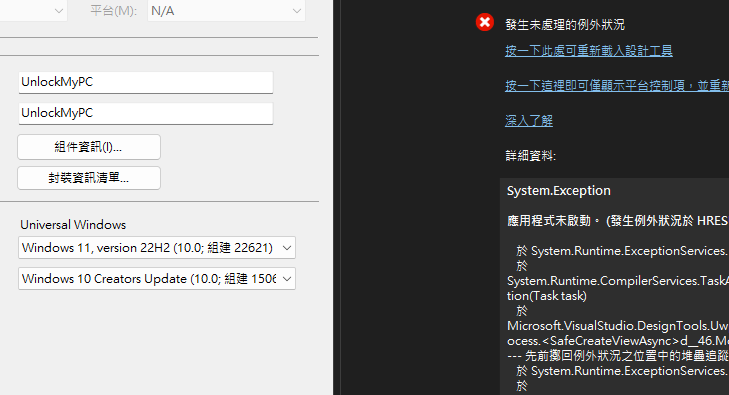 平台(M):
N/A
UnlockMyPC
UnlockMyPC
組件資訊(I)...
封裝資訊清單...
Universal Windows
Windows 11, version 22H2 (10.0; 組建 22621)
Windows 10 Creators Update (10.0; 組建 1506
發生未處理的例外狀況
按一下此處可重新載入設計工具
按一下這裡即可僅顯示平台控制項，並重新
深入了解
詳細資料:
System.Exception
應用程式未啟動。 (發生例外狀況於 HRES
於 System.Runtime.ExceptionServices.
於
System.Runtime.CompilerServices.TaskA
tion(Task task)
於
Microsoft.VisualStudio.DesignTools.Uw
ocess.<SafeCreateViewAsync>d__46.Mo
--- 先前擲回例外狀況之位置中的堆疊追蹤
於 System.Runtime.ExceptionServices.
於